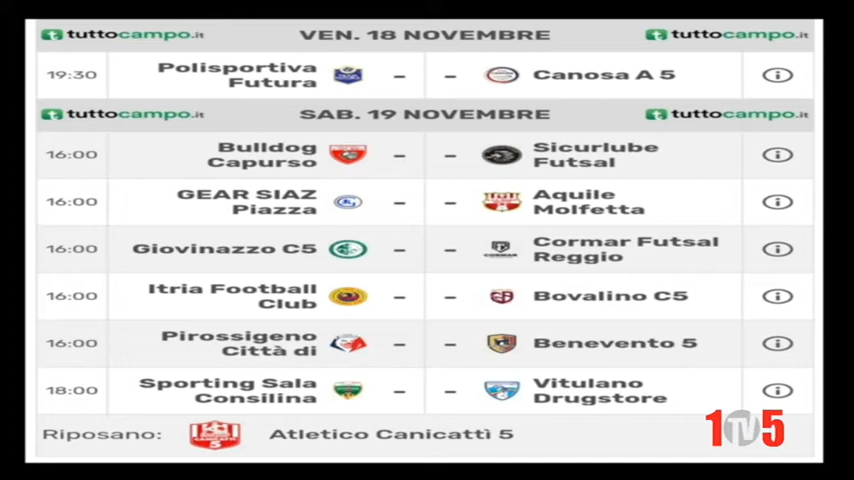 tuttocampo.it VEN. 18 NOVEMBRE tuttocampo.it
19:30 Polisportiva Futura - - Canosa A 5
tuttocampo.it SAB. 19 NOVEMBRE tuttocampo.it
16:00 Bulldog Capurso - - Sicurlube Futsal
16:00 GEAR SIAZ Piazza - - Aquile Molfetta
16:00 Giovinazzo C5 - - Cormar Futsal Reggio
CORMAR
16:00 Itria Football Club - - Bovalino C5
16:00 Pirossigeno Città di - - Benevento 5
18:00 Sporting Sala Consilina - - Vitulano Drugstore
Riposano: CANICATTÌ 5 Atletico Canicattì 5
1TV5